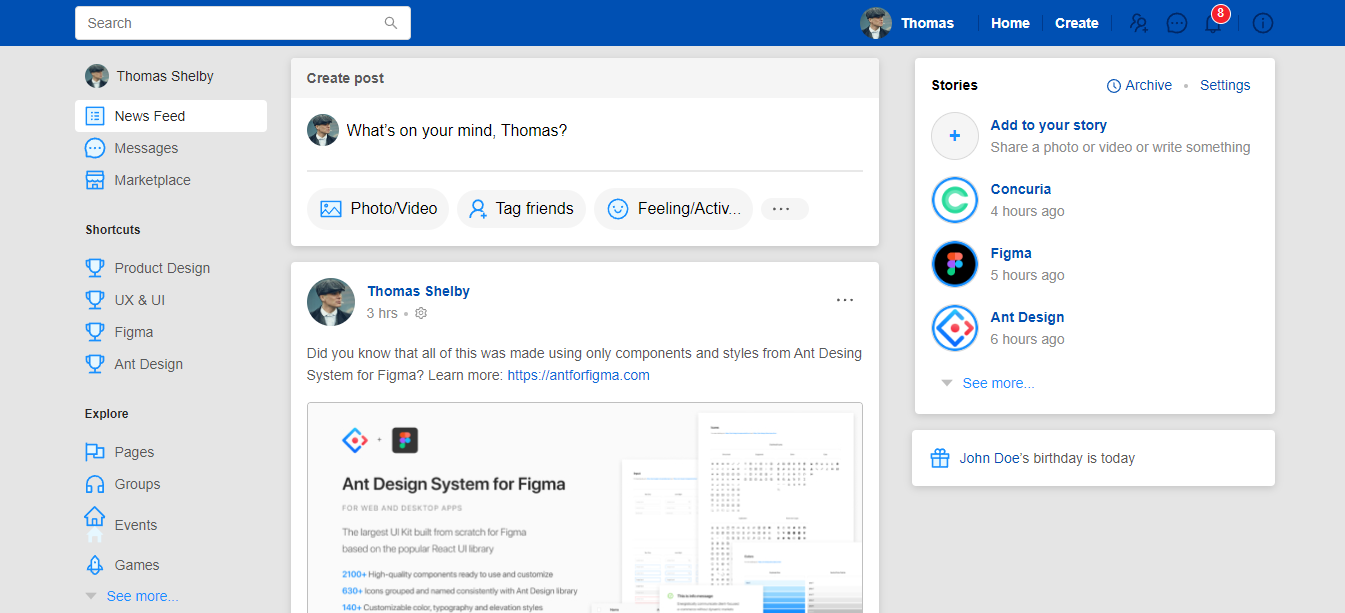 Search
Thomas
Home
Create
8
Thomas Shelby
News Feed
Messages
Marketplace
Shortcuts
Product Design
UX & UI
Figma
Ant Design
Explore
Pages
Groups
Events
Games
See more...
Create post
What's on your mind, Thomas?
Photo/Video
Tag friends
Feeling/Activ...
Thomas Shelby
3 hrs
Did you know that all of this was made using only components and styles from Ant Desing
System for Figma? Learn more: https://antforfigma.com
Ant Design System for Figma
FOR WEB AND DESKTOP APPS
The largest UI Kit built from scratch for Figma
based on the popular React UI library
2100+ High-quality components ready to use and customize
630+ Icons grouped and named consistently with Ant Design library
140+ Customizable color, typography and elevation styles
This is info message
Stories
Archive • Settings
Add to your story
Share a photo or video or write something
Concuria
4 hours ago
Figma
5 hours ago
Ant Design
6 hours ago
See more...
John Doe's birthday is today